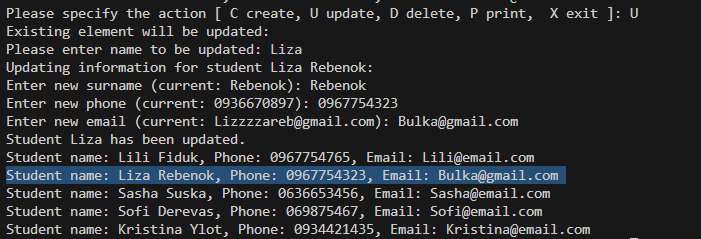 Please specify the action [ C create, U update, D delete, P print,  X exit ]: U
Existing element will be updated:
Please enter name to be updated: Liza
Updating information for student Liza Rebenok:
Enter new surname (current: Rebenok): Rebenok
Enter new phone (current: 0936670897): 0967754323
Enter new email (current: Lizzzzareb@gmail.com): Bulka@gmail.com
Student Liza has been updated.
Student name: Lili Fiduk, Phone: 0967754765, Email: Lili@email.com
Student name: Liza Rebenok, Phone: 0967754323, Email: Bulka@gmail.com
Student name: Sasha Suska, Phone: 0636653456, Email: Sasha@email.com
Student name: Sofi Derevas, Phone: 069875467, Email: Sofi@email.com
Student name: Kristina Ylot, Phone: 0934421435, Email: Kristina@email.com